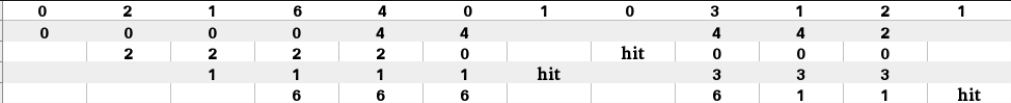 0 2 1 6 4 0 1 0 3 1 2 1
0 0 0 0 4 4 4 4 2
2 2 2 2 0 hit 0 0 0
1 1 1 1 hit 3 3 3
6 6 6 6 1 1 hit